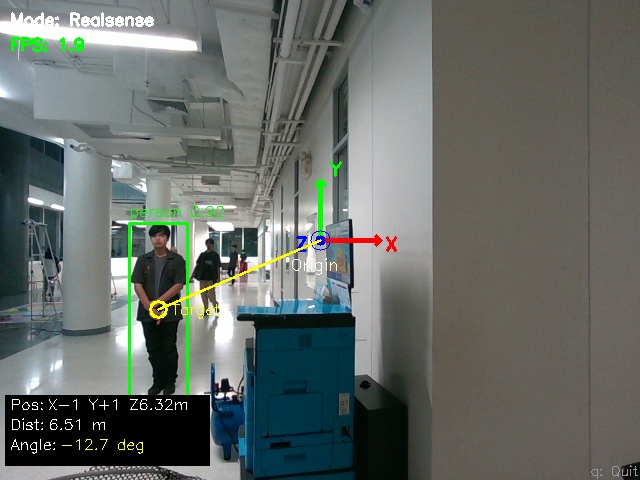 Mode: Realsense
FPS: 1.9
person 0.92
Y
Z
X
Origin
Target
Pos: X-1 Y+1 Z6.32m
Dist: 6.51 m
Angle: -12.7 deg
q: Quit